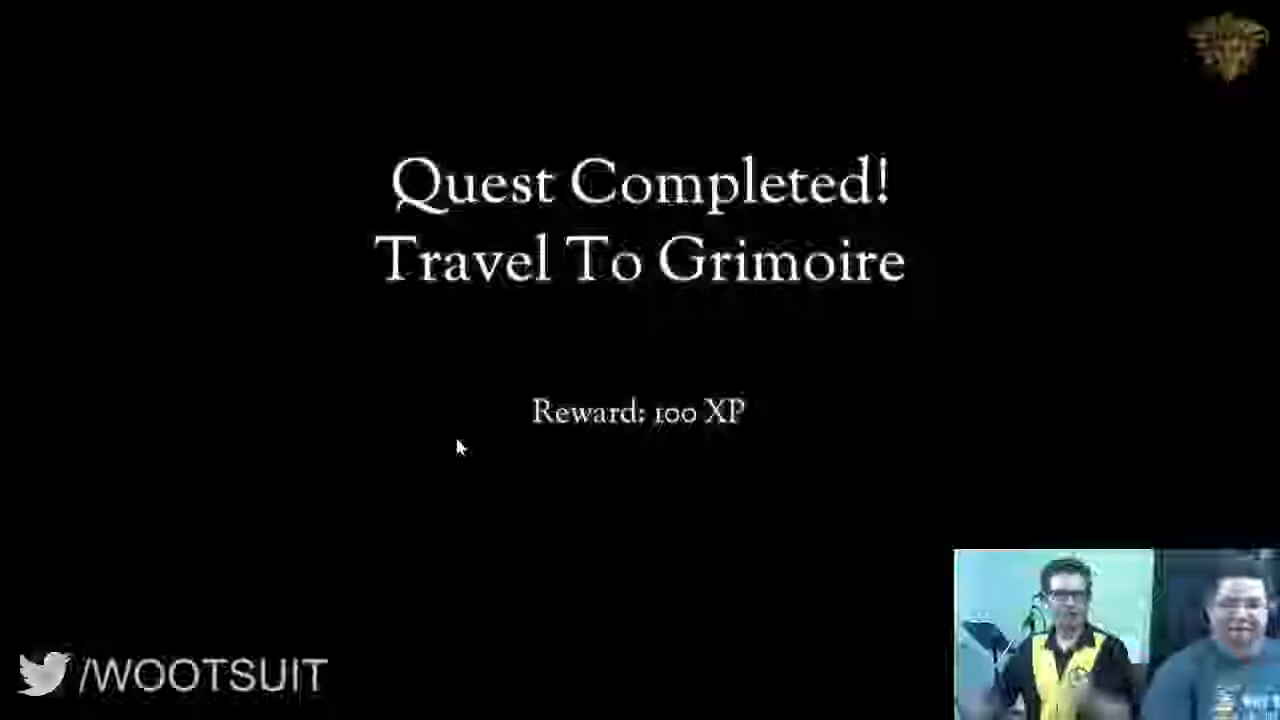 Quest Completed!
Travel To Grimoire
Reward: 100 XP
/WOOTSUIT